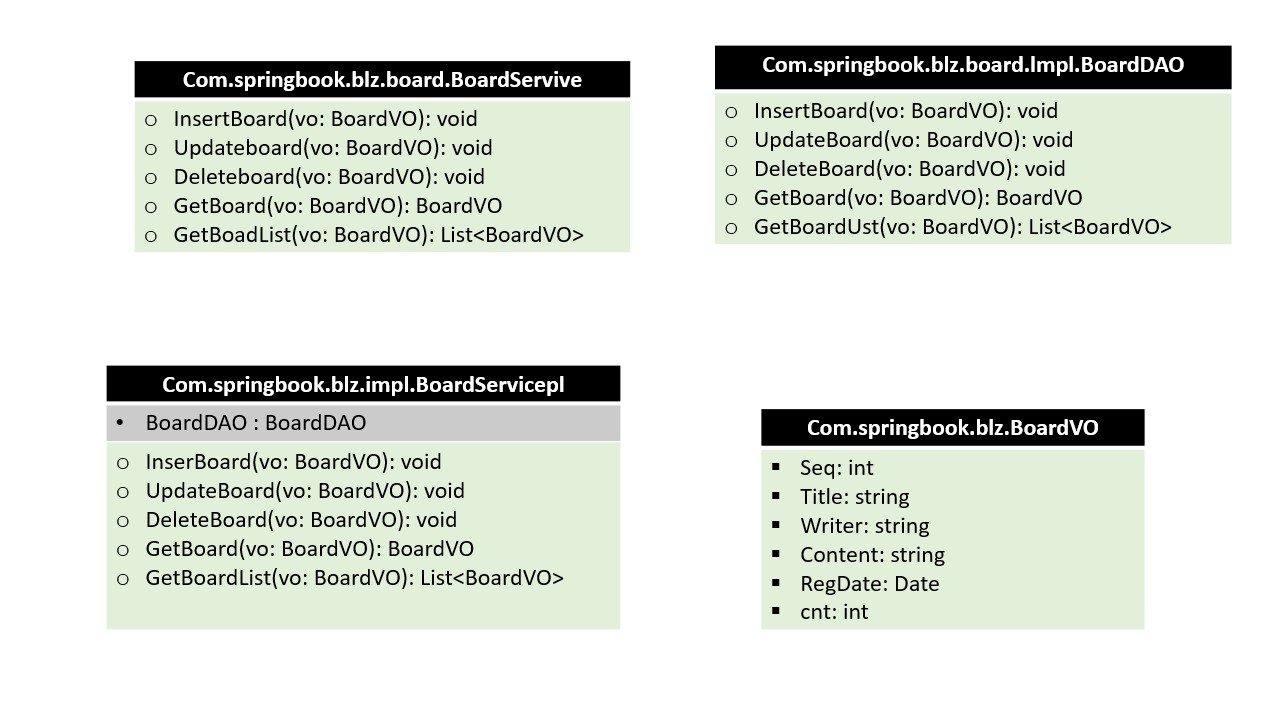 Com.springbook.blz.board.BoardServive
○ InsertBoard(vo: BoardVO): void
○ Updateboard(vo: BoardVO): void
○ Deleteboard(vo: BoardVO): void
○ GetBoard(vo: BoardVO): BoardVO
○ GetBoadList(vo: BoardVO): List<BoardVO>
Com.springbook.blz.board.lmpl.BoardDAO
○ InsertBoard(vo: BoardVO): void
○ UpdateBoard(vo: BoardVO): void
○ DeleteBoard(vo: BoardVO): void
○ GetBoard(vo: BoardVO): BoardVO
○ GetBoardUst(vo: BoardVO): List<BoardVO>
Com.springbook.blz.impl.BoardServicepl
• BoardDAO : BoardDAO
○ InserBoard(vo: BoardVO): void
○ UpdateBoard(vo: BoardVO): void
○ DeleteBoard(vo: BoardVO): void
○ GetBoard(vo: BoardVO): BoardVO
○ GetBoardList(vo: BoardVO): List<BoardVO>
Com.springbook.blz.BoardVO
▪ Seq: int
▪ Title: string
▪ Writer: string
▪ Content: string
▪ RegDate: Date
▪ cnt: int